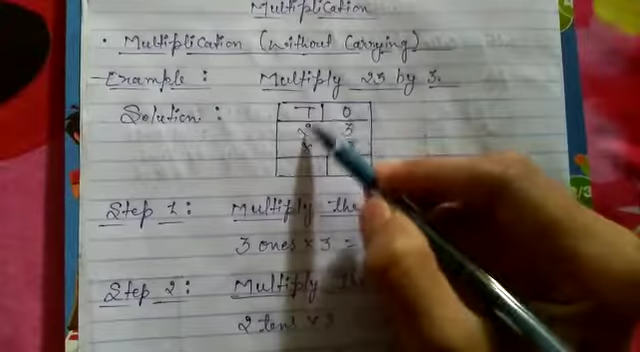 Multiplication
• Multiplication (without Carrying)
Example : Multiply 23 by 3.
Solution : T O
2 3
x
Step 1 : Multiply the
3 ones x 3 =
Step 2 : Multiply the
2 tens x 3